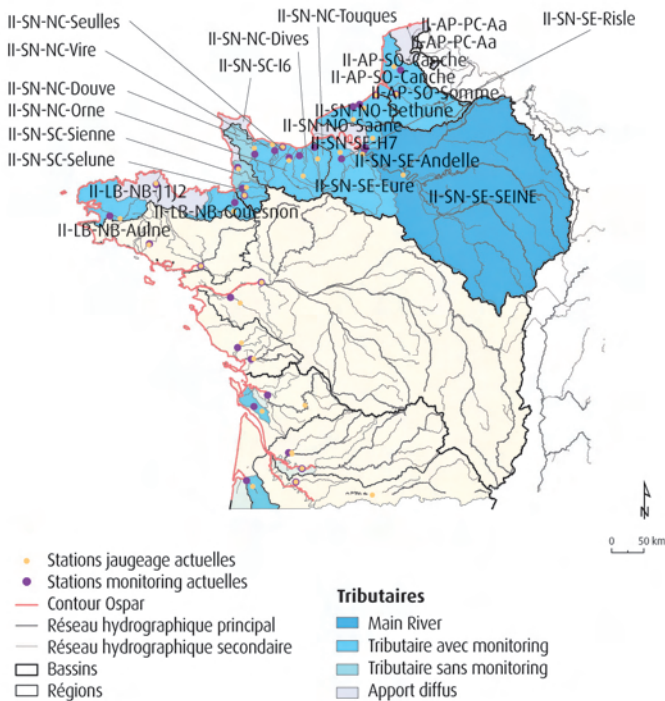 II-SN-NC-Seulles
II-SN-NC-Vire
II-SN-NC-Douve
II-SN-NC-Orne
II-SN-SC-Sienne
II-SN-SC-Selune
II-SN-NC-Touques
II-SN-NC-Dives
II-SN-SC-I6
II-SN-SE-Risle
II-AP-PC-Aa
II-AP-PC-Aa
II-AP-SO-Canche
II-AP-SO-Canche
II-AP-SO-Somme
II-SN-NO-Bethune
II-SN-NO-Saane
II-SN-SE-H7
II-SN-SE-Andelle
II-SN-SE-Eure
II-SN-SE-SEINE
II-LB-NB-J1J2
II-LB-NB-couesnon
II-LB-NB-Aulne
N
0 50 km
Stations jaugeage actuelles
Stations monitoring actuelles
Contour Ospar
Réseau hydrographique principal
Réseau hydrographique secondaire
Bassins
Régions
Tributaires
Main River
Tributaire avec monitoring
Tributaire sans monitoring
Apport diffus